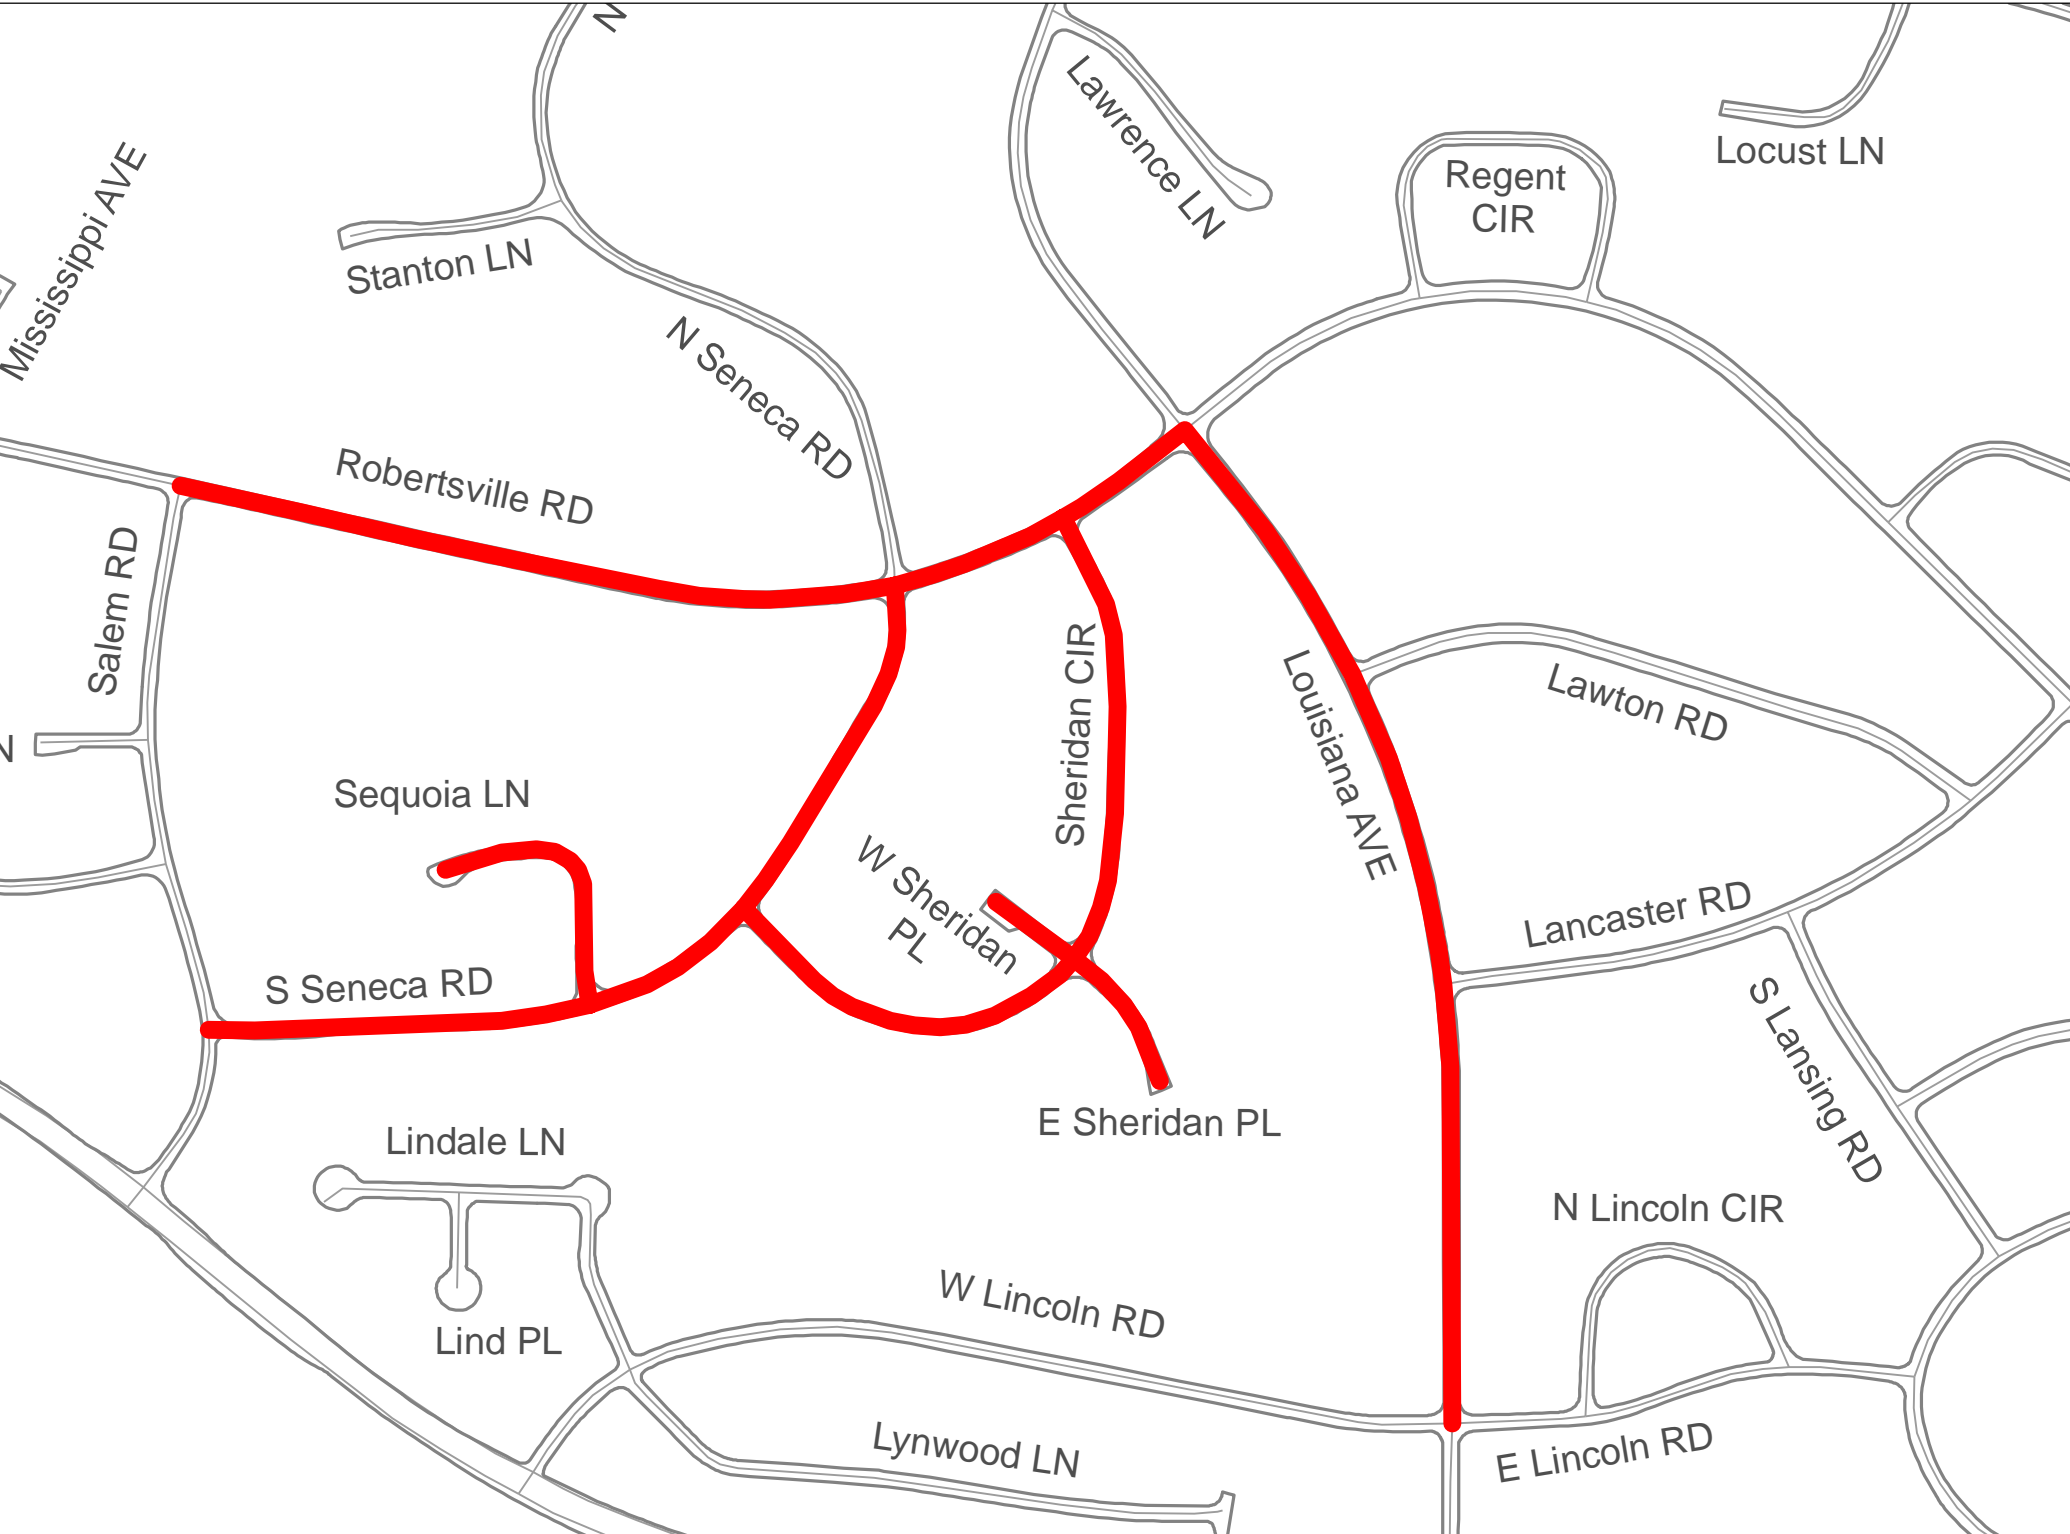 N
Lawrence LN
Locust LN
Regent
CIR
Mississippi AVE
Stanton LN
N Seneca RD
Robertsville RD
Salem RD
Sheridan CIR
Louisiana AVE
Lawton RD
N
Sequoia LN
W Sheridan
PL
Lancaster RD
S Seneca RD
S Lansing RD
E Sheridan PL
Lindale LN
N Lincoln CIR
W Lincoln RD
Lind PL
Lynwood LN
E Lincoln RD